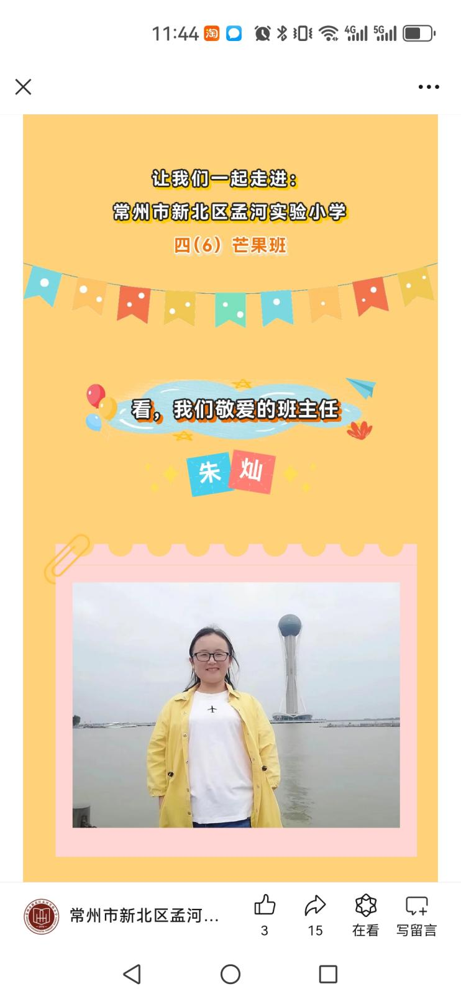 11:44
淘
4G
5G
让我们一起走进：
常州市新北区孟河实验小学
四（6）芒果班
看，我们敬爱的班主任
朱灿
常州市新北区孟河...
3
15
在看
写留言